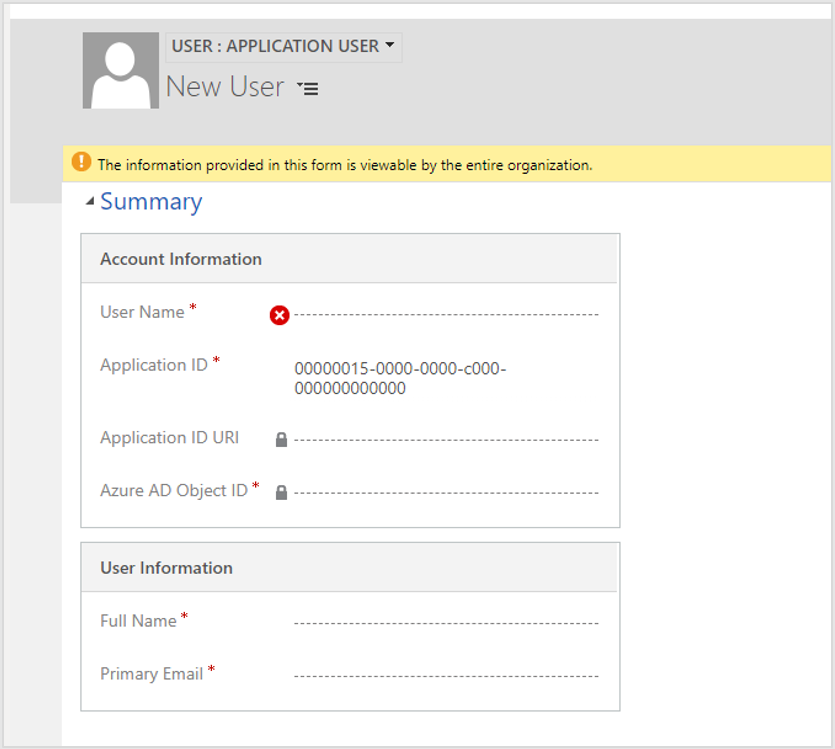 USER : APPLICATION USER
New User
The information provided in this form is viewable by the entire organization.
Summary
Account Information
User Name *
Application ID * 00000015-0000-0000-c000-
000000000000
Application ID URI
Azure AD Object ID *
User Information
Full Name *
Primary Email *